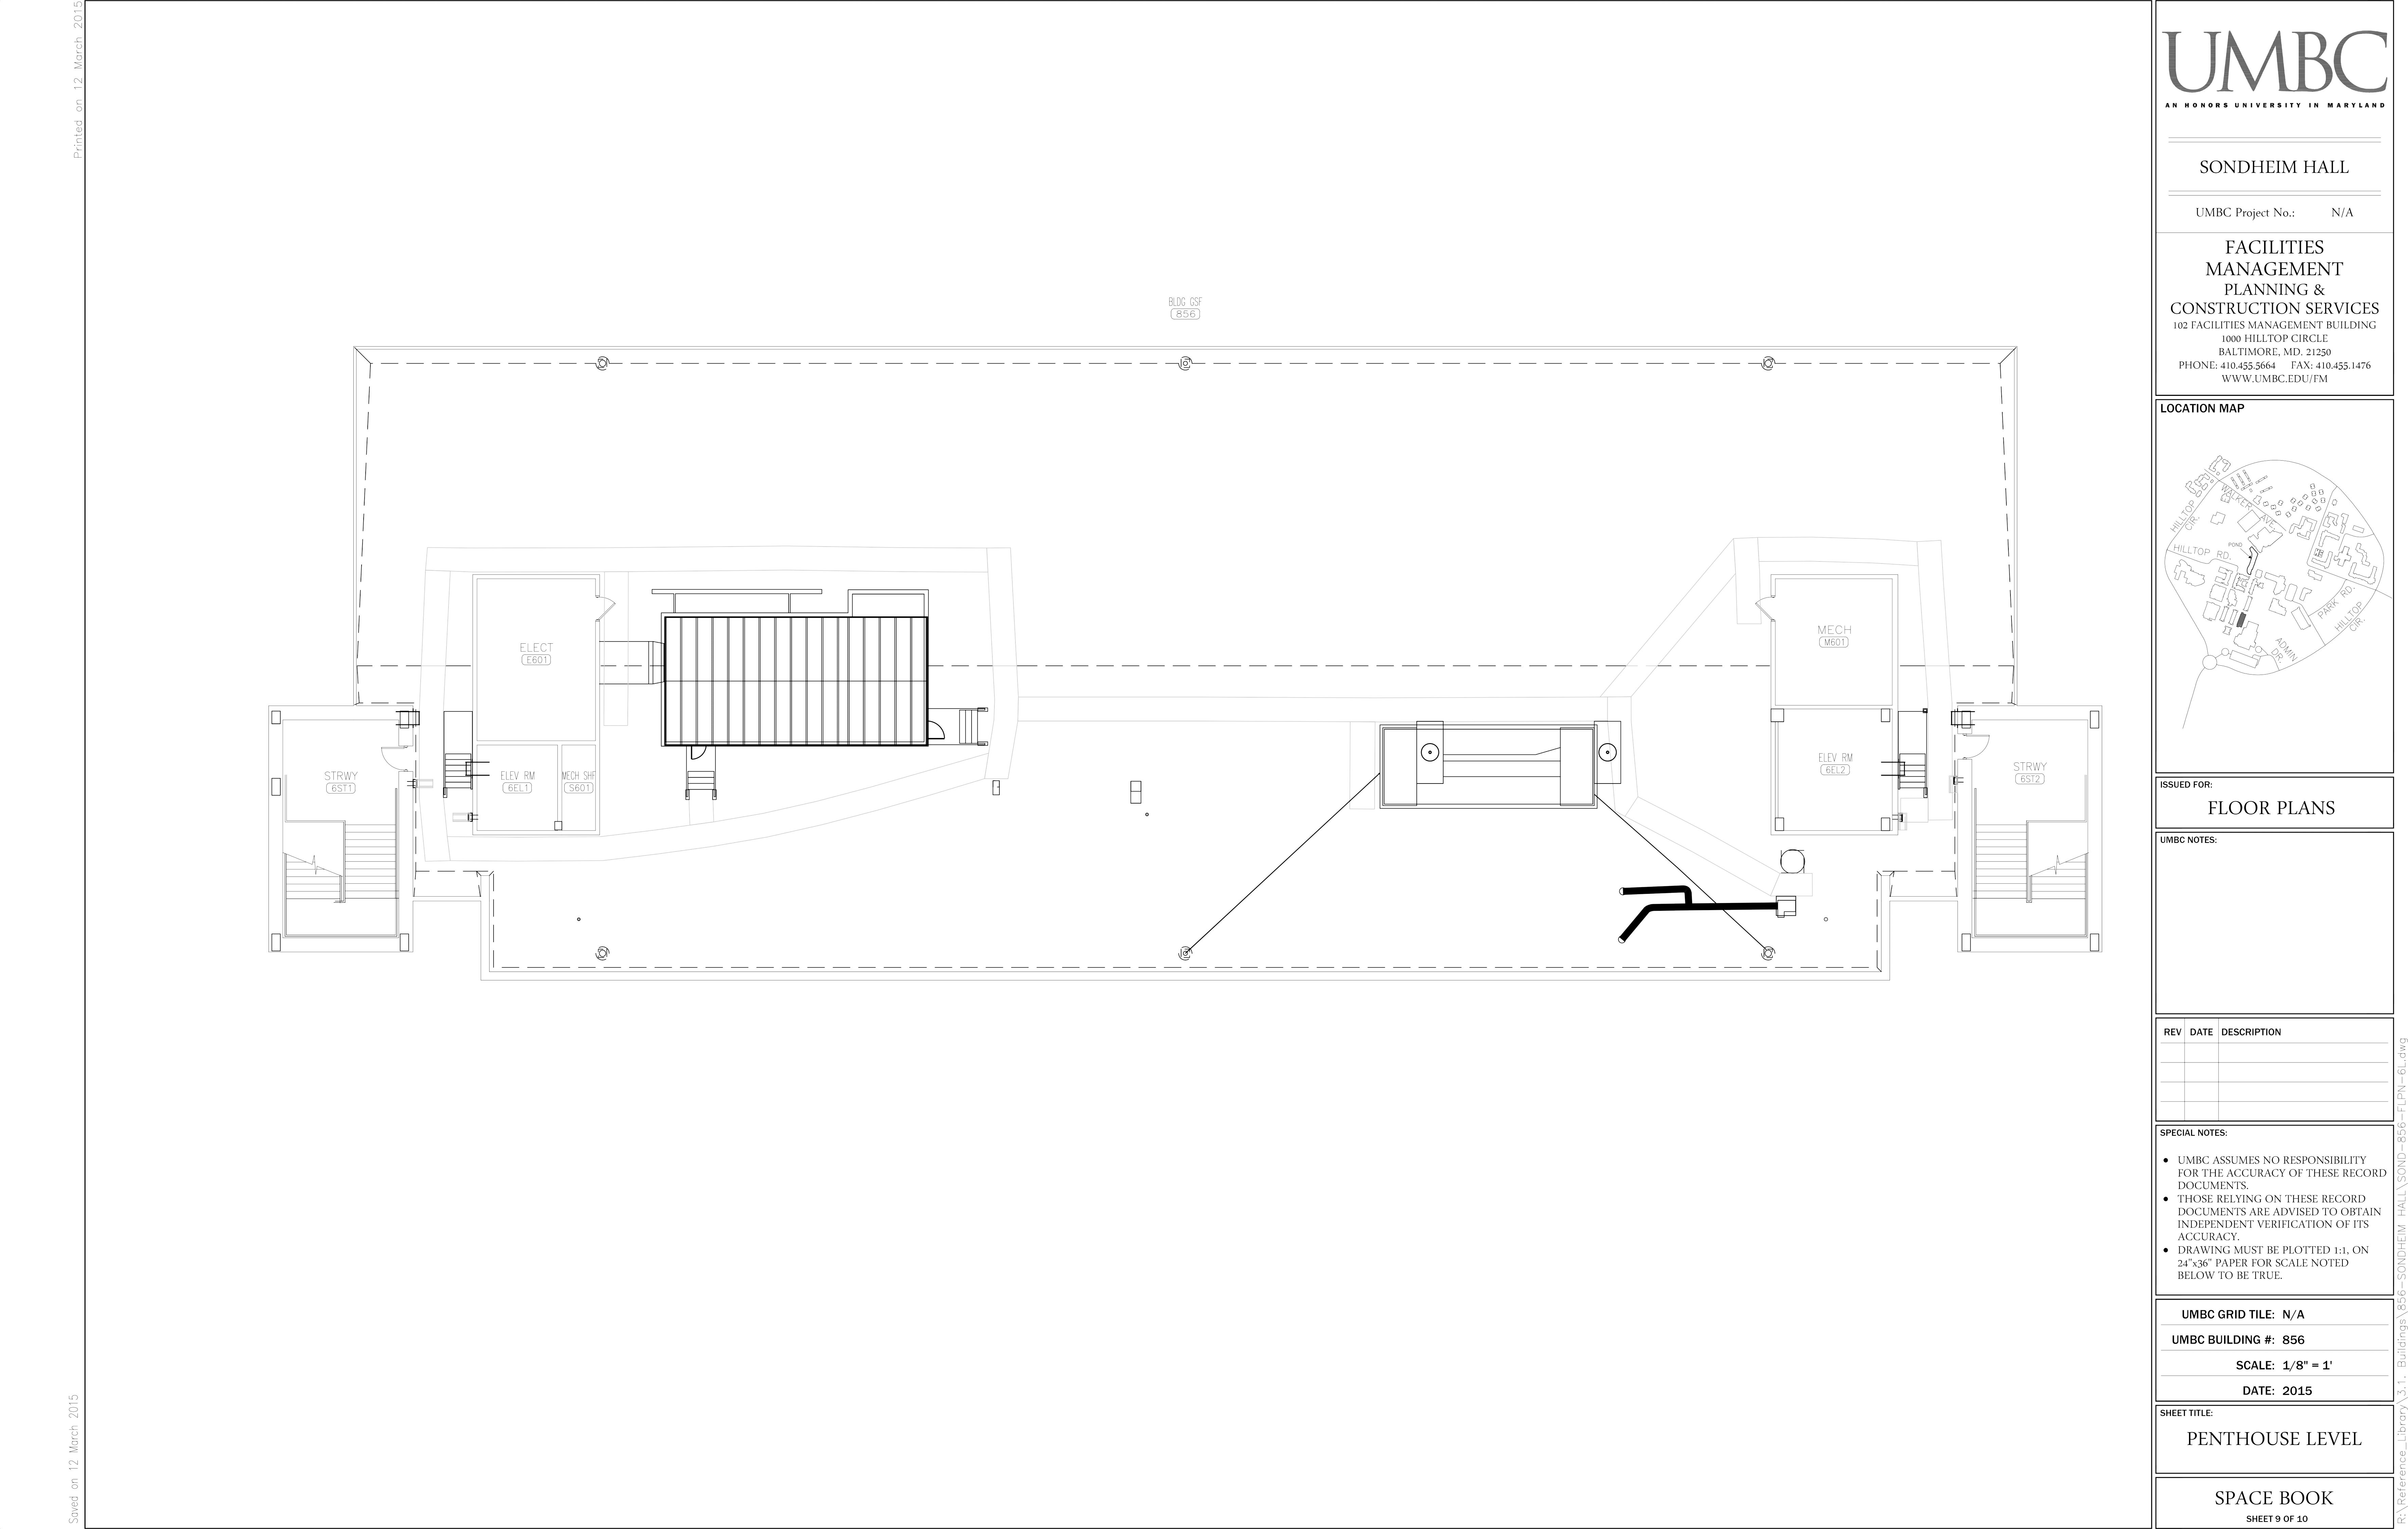 Printed on 12 March 2015
Saved on 12 March 2015
BLDG GSF
856
ELECT
E601
MECH
M601
STRWY
6ST1
ELEV RM
6EL1
MECH SHF
S601
ELEV RM
6EL2
STRWY
6ST2
UMBC
AN HONORS UNIVERSITY IN MARYLAND
SONDHEIM HALL
UMBC Project No.: N/A
FACILITIES
MANAGEMENT
PLANNING &
CONSTRUCTION SERVICES
102 FACILITIES MANAGEMENT BUILDING
1000 HILLTOP CIRCLE
BALTIMORE, MD. 21250
PHONE: 410.455.5664 FAX: 410.455.1476
WWW.UMBC.EDU/FM
LOCATION MAP
WALKER AVE.
HILLTOP
CIR.
POND
HILLTOP RD.
PARK RD.
HILLTOP
CIR.
ADMIN
DR.
ISSUED FOR:
FLOOR PLANS
UMBC NOTES:
REV DATE DESCRIPTION
SPECIAL NOTES:
● UMBC ASSUMES NO RESPONSIBILITY
FOR THE ACCURACY OF THESE RECORD
DOCUMENTS.
● THOSE RELYING ON THESE RECORD
DOCUMENTS ARE ADVISED TO OBTAIN
INDEPENDENT VERIFICATION OF ITS
ACCURACY.
● DRAWING MUST BE PLOTTED 1:1, ON
24"x36" PAPER FOR SCALE NOTED
BELOW TO BE TRUE.
UMBC GRID TILE: N/A
UMBC BUILDING #: 856
SCALE: 1/8" = 1'
DATE: 2015
SHEET TITLE:
PENTHOUSE LEVEL
SPACE BOOK
SHEET 9 OF 10
R:\Reference_Library\3.1. Buildings\856-SONDHEIM HALL\SOND-856-FLPN-6L.dwg